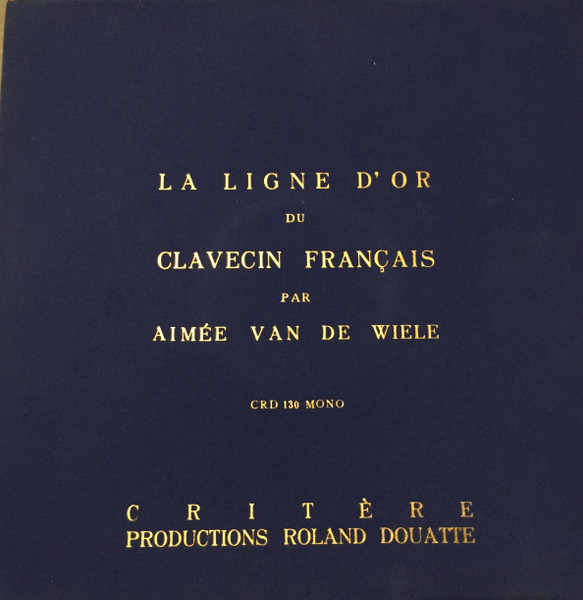 LA LIGNE D'OR
DU
CLAVECIN FRANÇAIS
PAR
AIMÉE VAN DE WIELE
CRD 130 MONO
CRITÈRE
PRODUCTIONS ROLAND DOUATTE